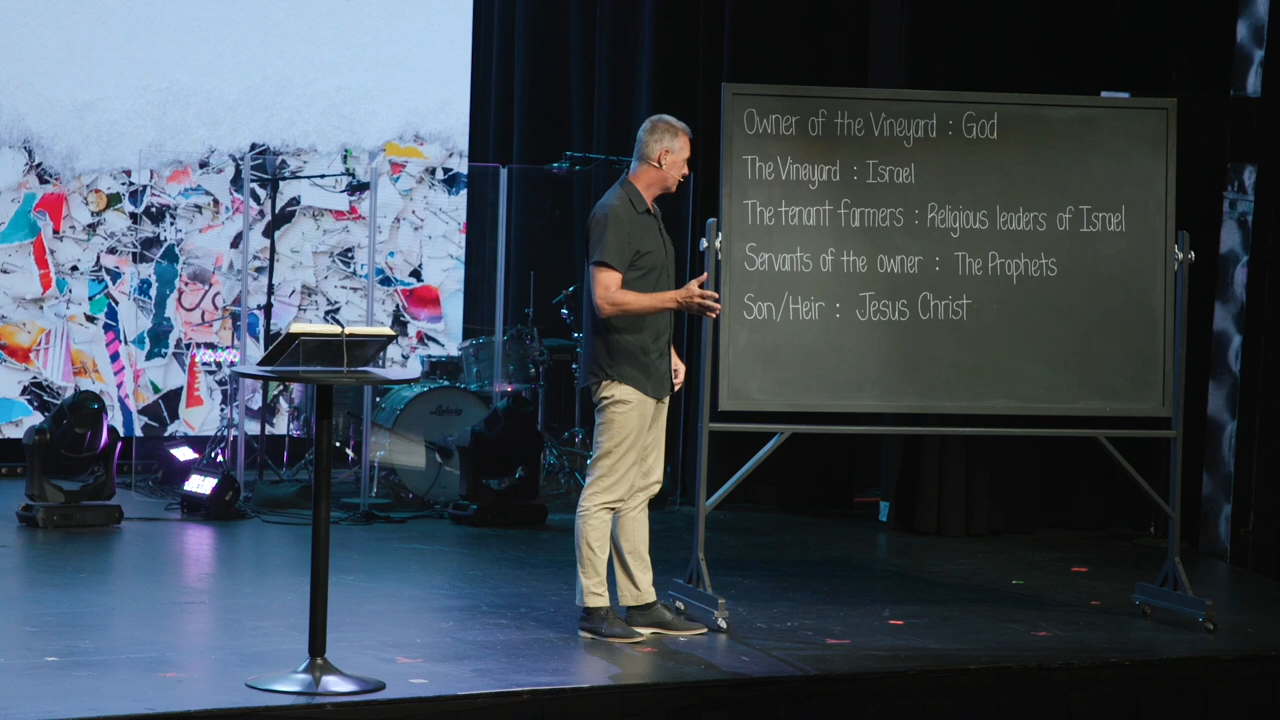 Owner of the Vineyard : God
The Vineyard : Israel
The tenant farmers : Religious leaders of Israel
Servants of the owner : The Prophets
Son/Heir : Jesus Christ
Ludwig